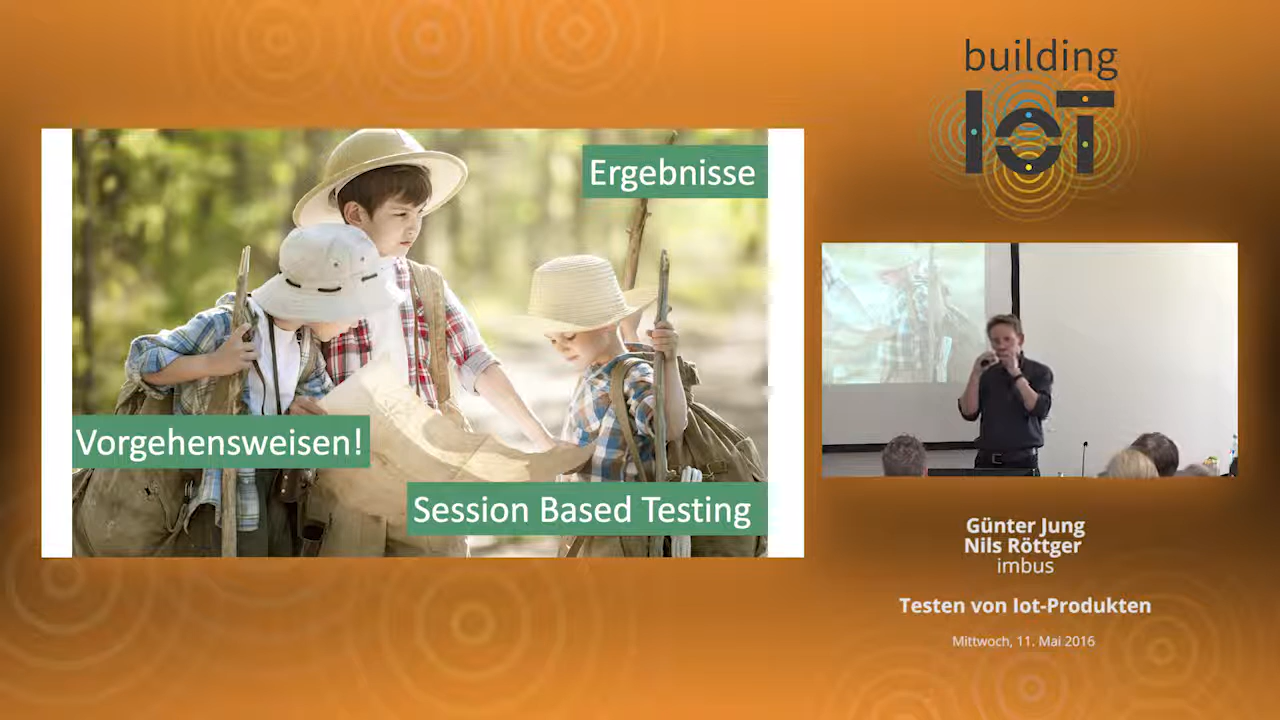 Ergebnisse
Vorgehensweisen!
Session Based Testing
building
IoT
Günter Jung
Nils Röttger
imbus
Testen von Iot-Produkten
Mittwoch, 11. Mai 2016